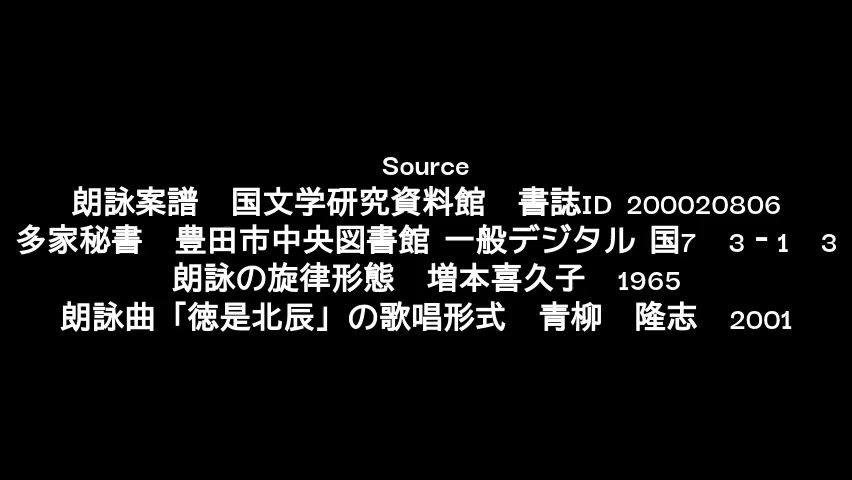 Source
朗詠案譜　国文学研究資料館　書誌ID 200020806
多家秘書　豊田市中央図書館 一般デジタル 国7　3-1　3
朗詠の旋律形態　増本喜久子　1965
朗詠曲「徳是北辰」の歌唱形式　青柳　隆志　2001